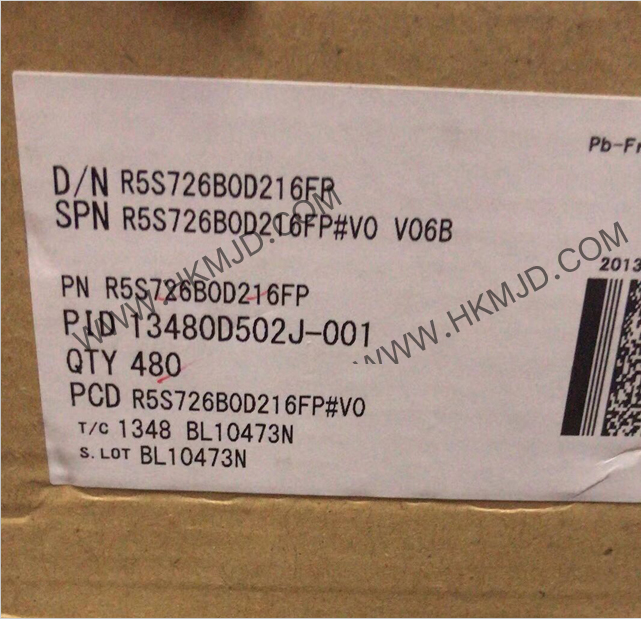 Pb-Fr
D/N R5S726B0D216FP
SPN R5S726B0D216FP#V0 V06B
2013
PN R5S726B0D216FP
PID 13480D502J-001
QTY 480
PCD R5S726B0D216FP#V0
T/C 1348 BL10473N
S. LOT BL10473N
WWW.HKMJD.COM
WWW.HKMJD.COM